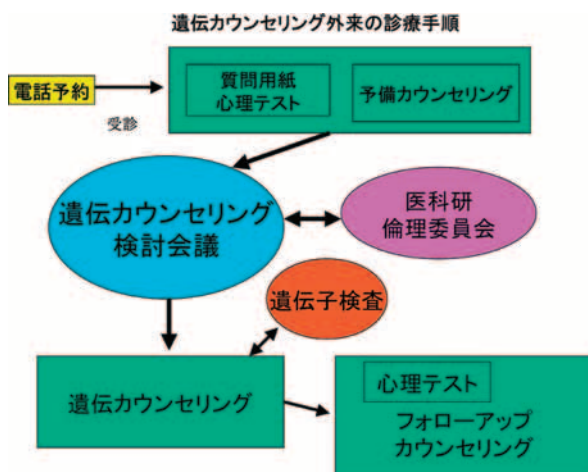 遺伝カウンセリング外来の診療手順
電話予約
受診
質問用紙
心理テスト
予備カウンセリング
遺伝カウンセリング
検討会議
医科研
倫理委員会
遺伝子検査
遺伝カウンセリング
心理テスト
フォローアップ
カウンセリング